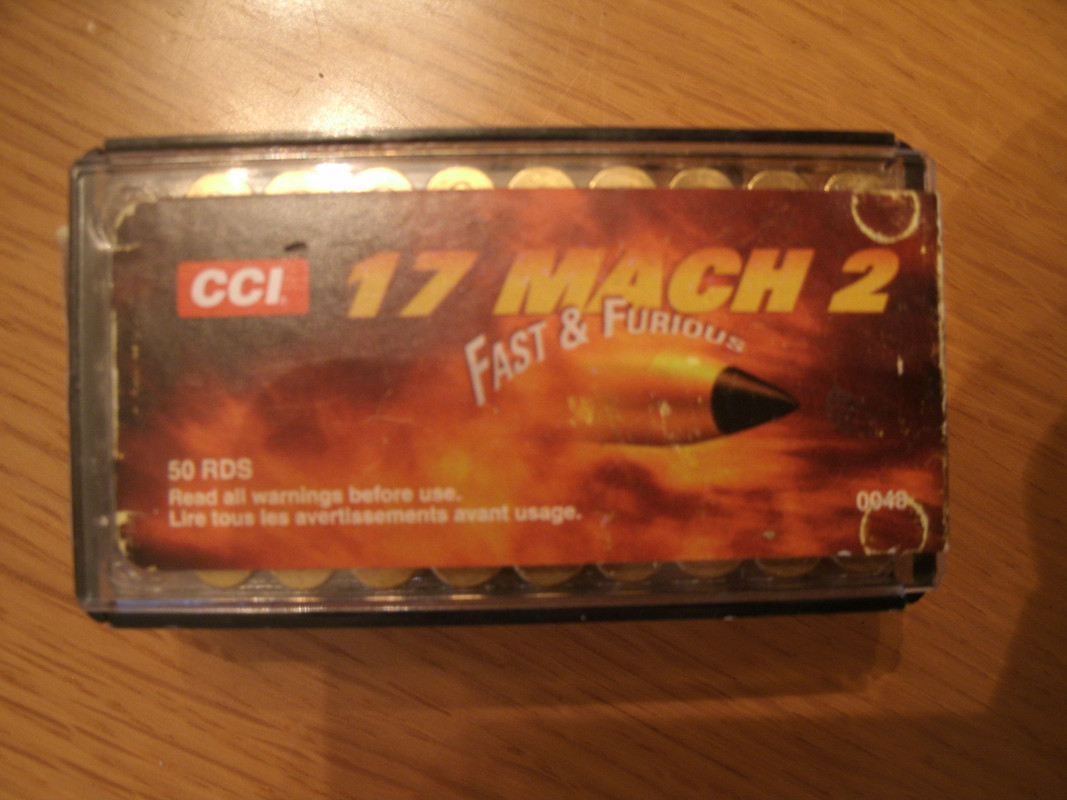 CCI
17 MACH 2
FAST & FURIOUS
50 RDS
Read all warnings before use.
Lire tous les avertissements avant usage.
0048